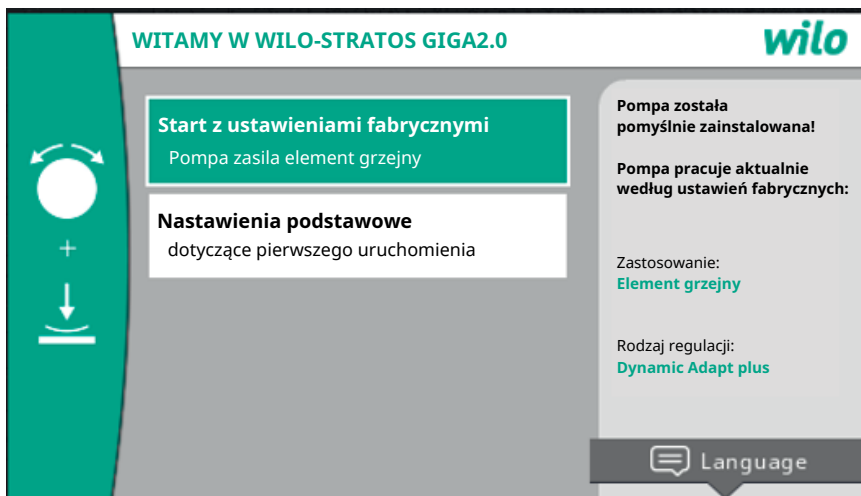 WITAMY W WILO-STRATOS GIGA2.0
wilo
Start z ustawieniami fabrycznymi
Pompa zasila element grzejny
Nastawienia podstawowe
dotyczące pierwszego uruchomienia
Pompa została
pomyślnie zainstalowana!
Pompa pracuje aktualnie
według ustawień fabrycznych:
Zastosowanie:
Element grzejny
Rodzaj regulacji:
Dynamic Adapt plus
Language